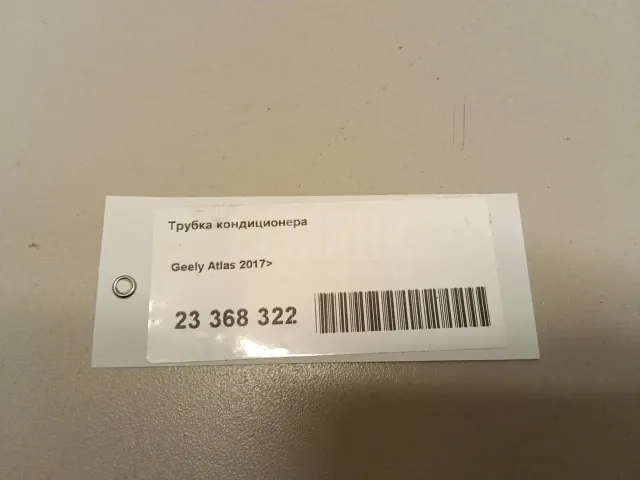 Трубка кондиционера
Geely Atlas 2017>
23 368 322